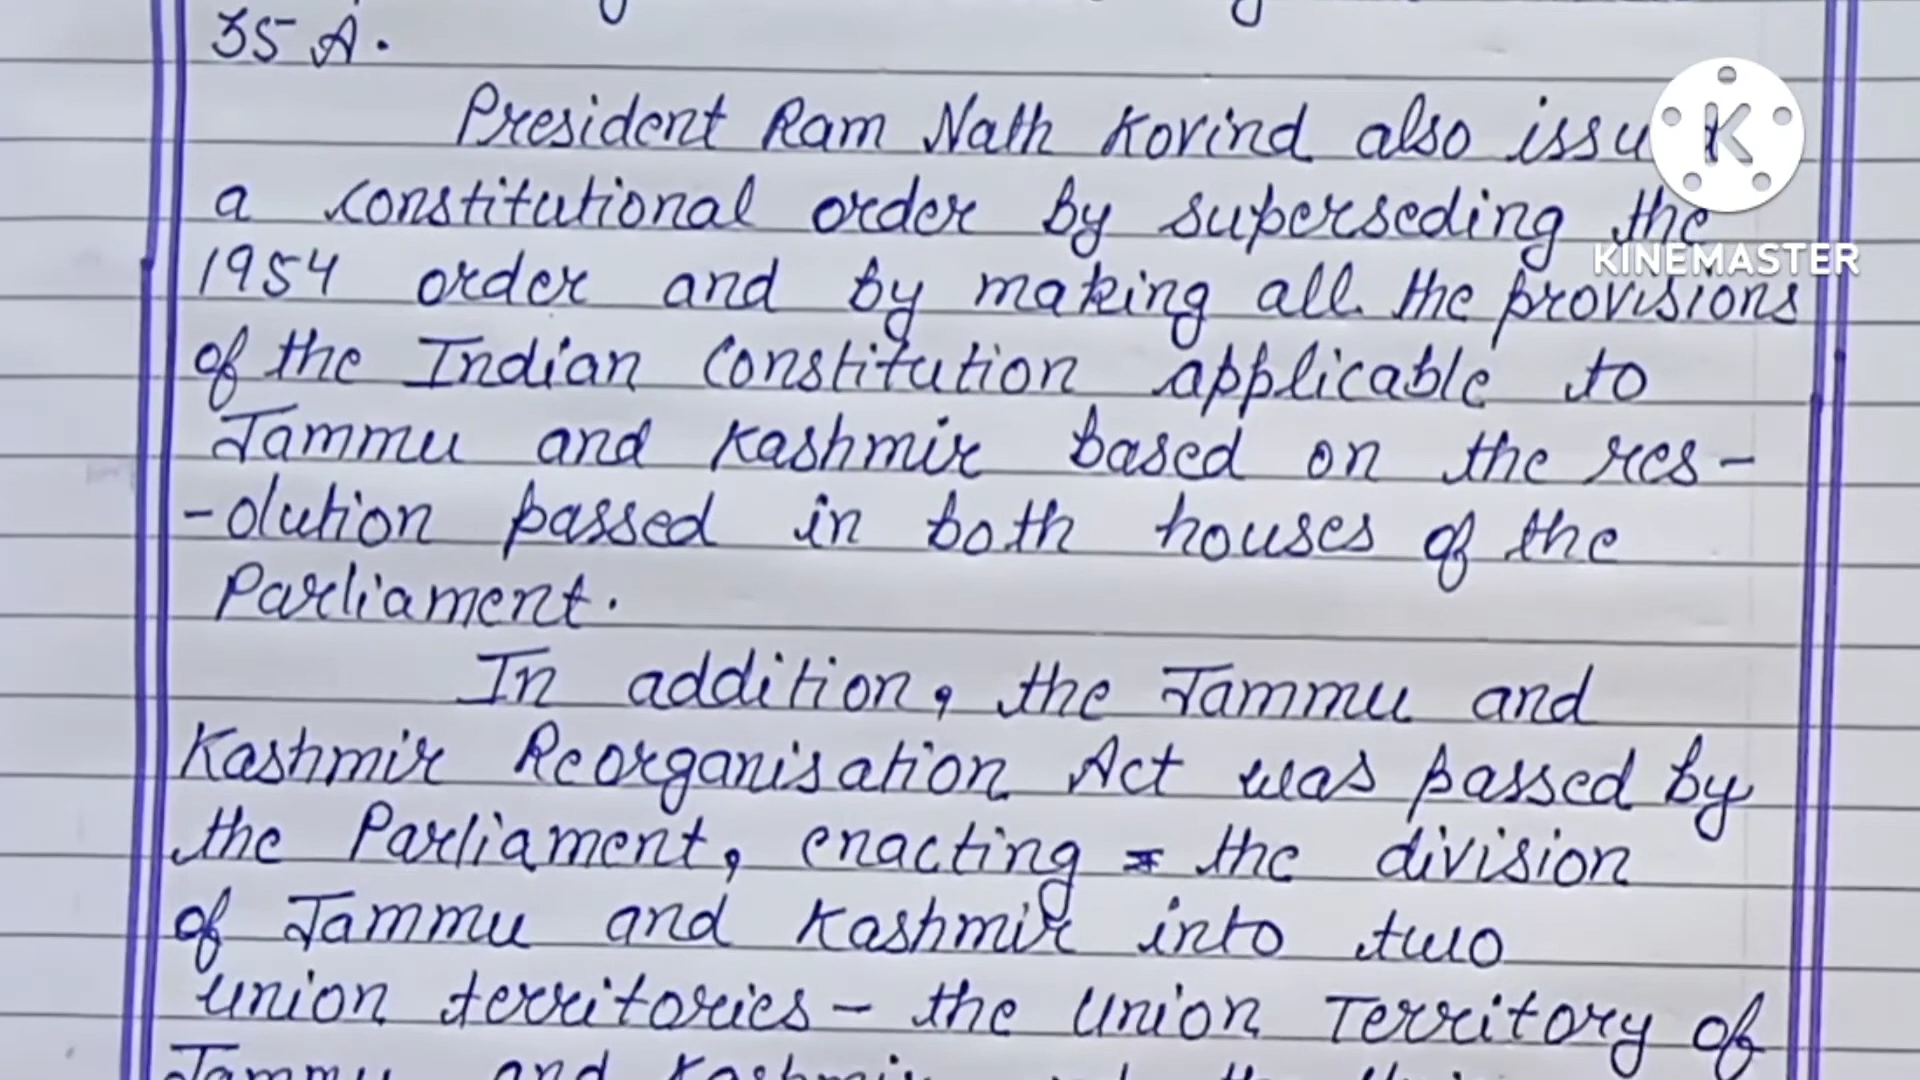 35 A.
President Ram Nath Kovind also issu
a constitutional order by superseding the
KINEMASTER
1954 order and by making all the provisions
of the Indian Constitution applicable to
Jammu and Kashmir based on the res-
-olution passed in both houses of the
Parliament.
In addition, the Jammu and
Kashmir Reorganisation Act was passed by
the Parliament, enacting the division
of Jammu and Kashmir into two
union territories - the Union Territory of
Jammu and Kashmir